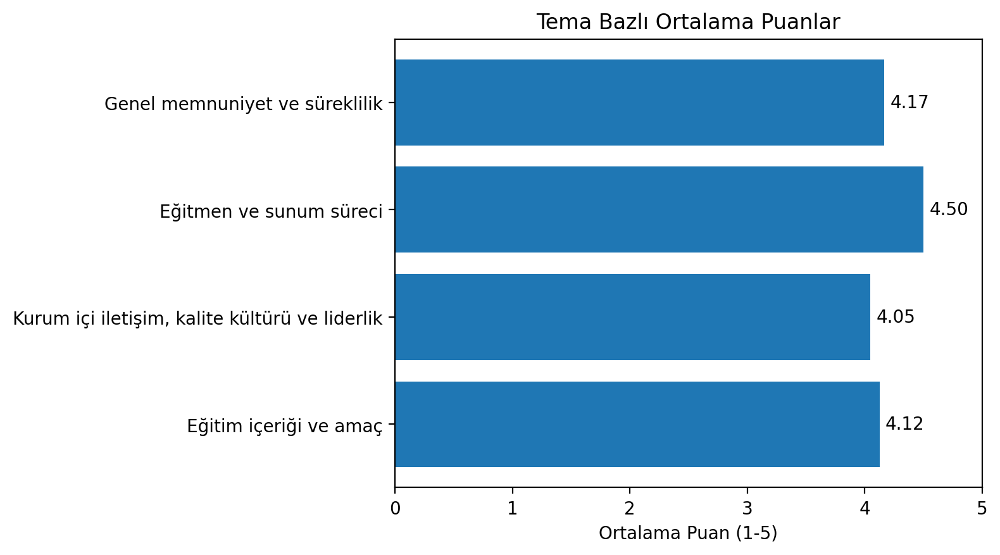 Tema Bazlı Ortalama Puanlar
Genel memnuniyet ve süreklilik
4.17
Eğitmen ve sunum süreci
4.50
Kurum içi iletişim, kalite kültürü ve liderlik
4.05
Eğitim içeriği ve amaç
4.12
0 1 2 3 4 5
Ortalama Puan (1-5)